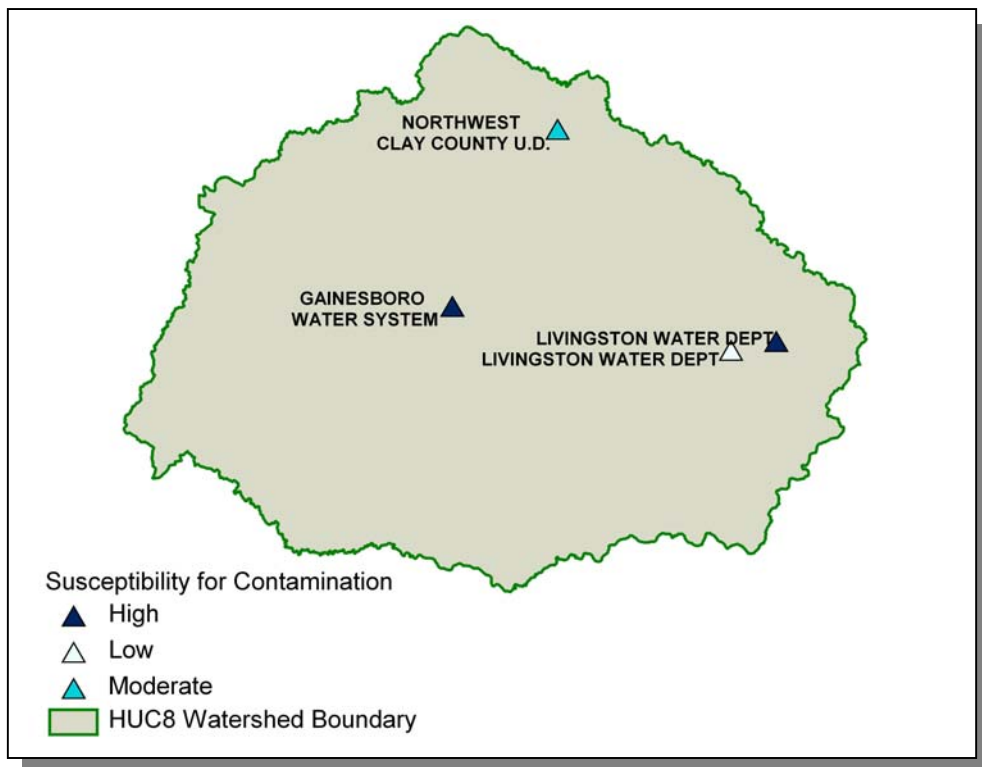 NORTHWEST
CLAY COUNTY U.D.
GAINESBORO
WATER SYSTEM
LIVINGSTON WATER DEPT
LIVINGSTON WATER DEPT
Susceptibility for Contamination
High
Low
Moderate
HUC8 Watershed Boundary